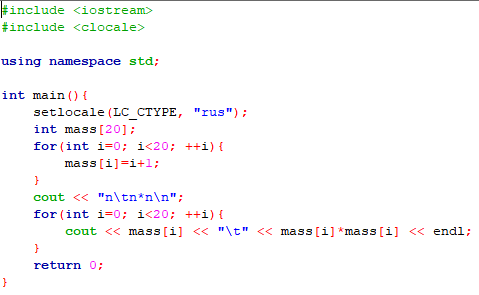 #include <iostream>
#include <clocale>
using namespace std;
int main(){
setlocale(LC_CTYPE, "rus");
int mass[20];
for(int i=0; i<20; ++i){
mass[i]=i+1;
}
cout << "n\tn*n\n";
for(int i=0; i<20; ++i){
cout << mass[i] << "\t" << mass[i]*mass[i] << endl;
}
return 0;
}